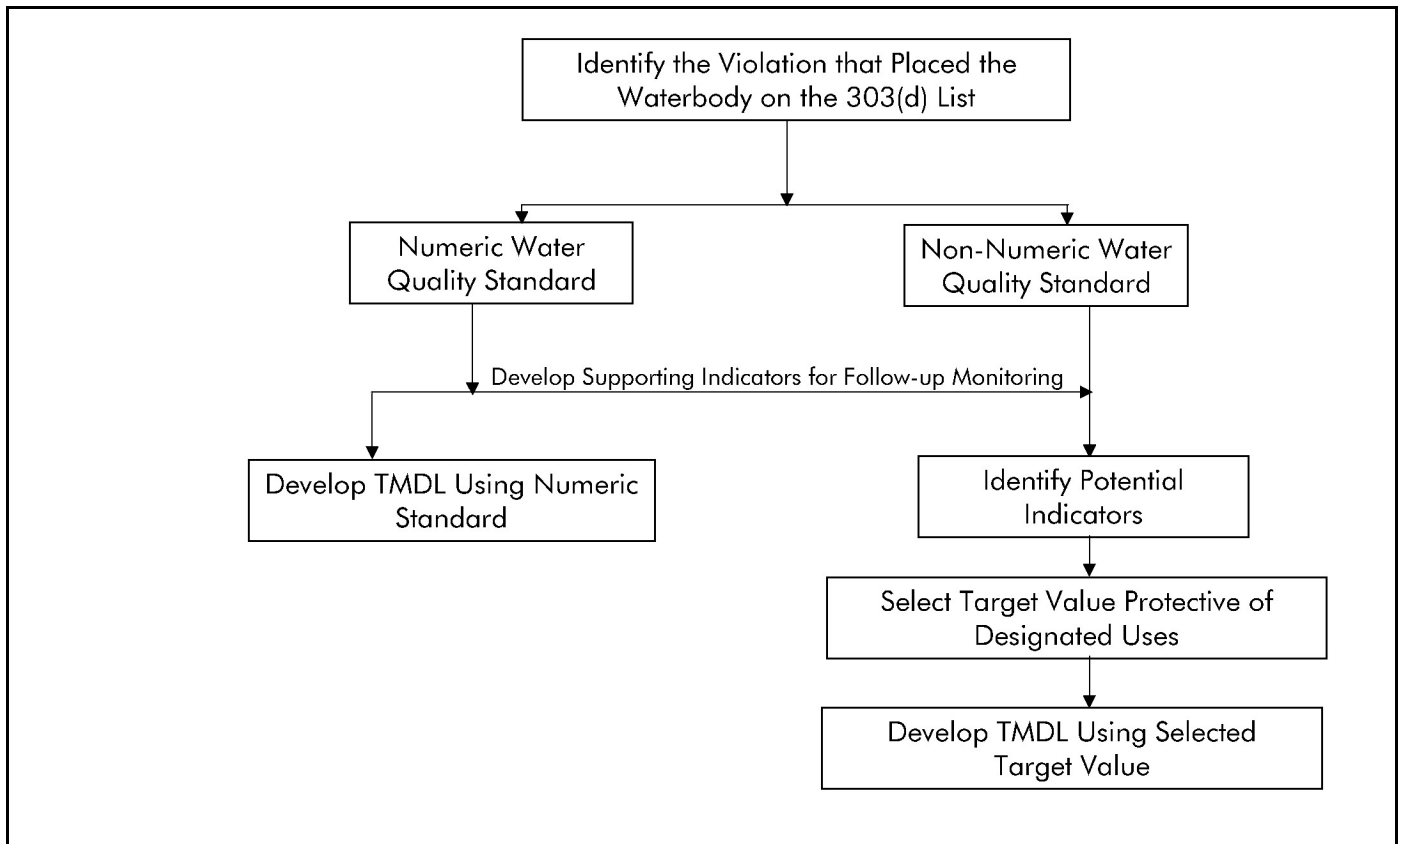 Identify the Violation that Placed the
Waterbody on the 303(d) List
Numeric Water
Quality Standard
Non-Numeric Water
Quality Standard
Develop Supporting Indicators for Follow-up Monitoring
Develop TMDL Using Numeric
Standard
Identify Potential
Indicators
Select Target Value Protective of
Designated Uses
Develop TMDL Using Selected
Target Value